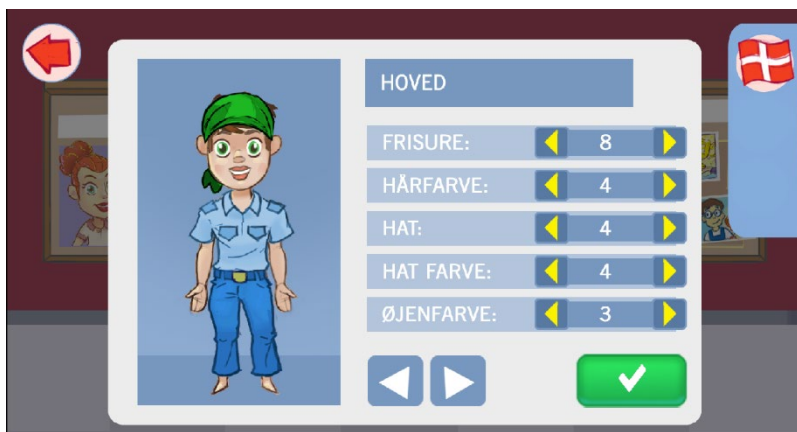 HOVED
FRISURE: 8
HÅRFARVE: 4
HAT: 4
HAT FARVE: 4
ØJENFARVE: 3